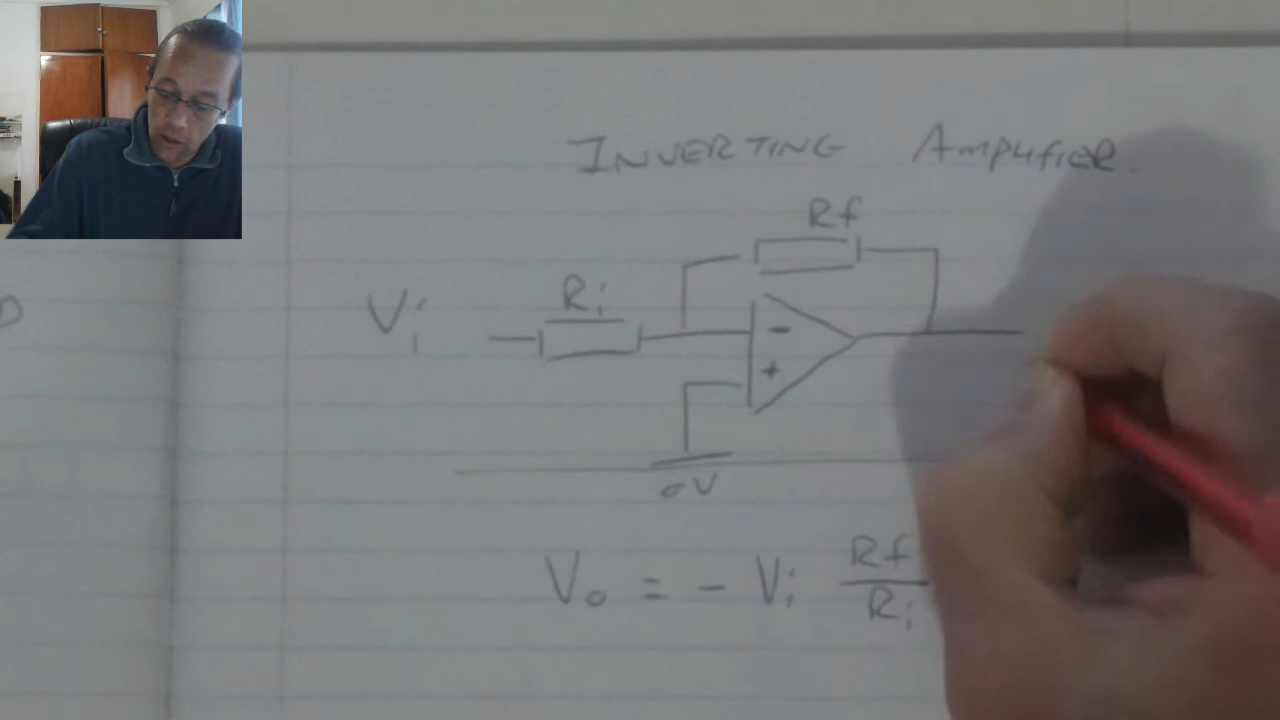 D
INVERTING AMPLIFIER.
Rf
Ri
Vi
-
+
0V
Vo = - Vi Rf
Ri